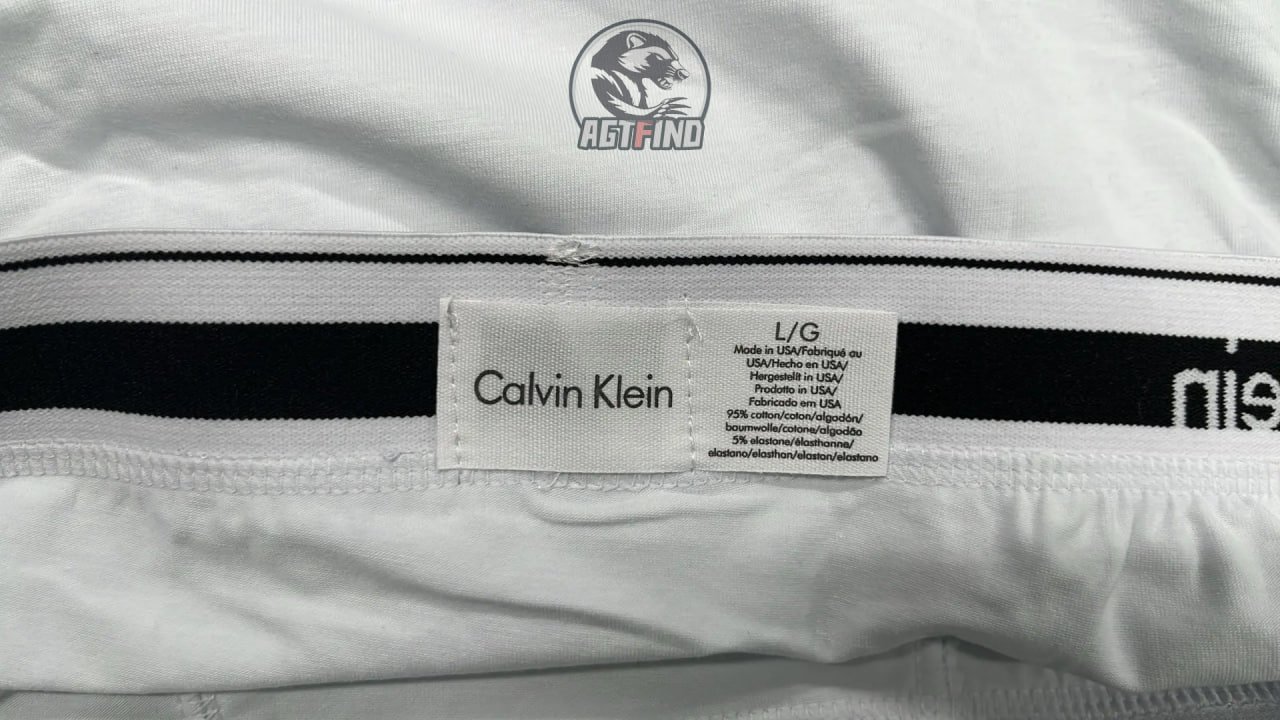 AGTFIND
Calvin Klein
L/G
Made in USA/Fabriqué au
USA/Hecho en USA/
Hergestellt in USA/
Prodotto in USA/
Fabricado em USA
95% cotton/coton/algodón/
baumwolle/cotone/algodão
5% elastone/élasthanne/
elastano/elasthan/elaston/elastano